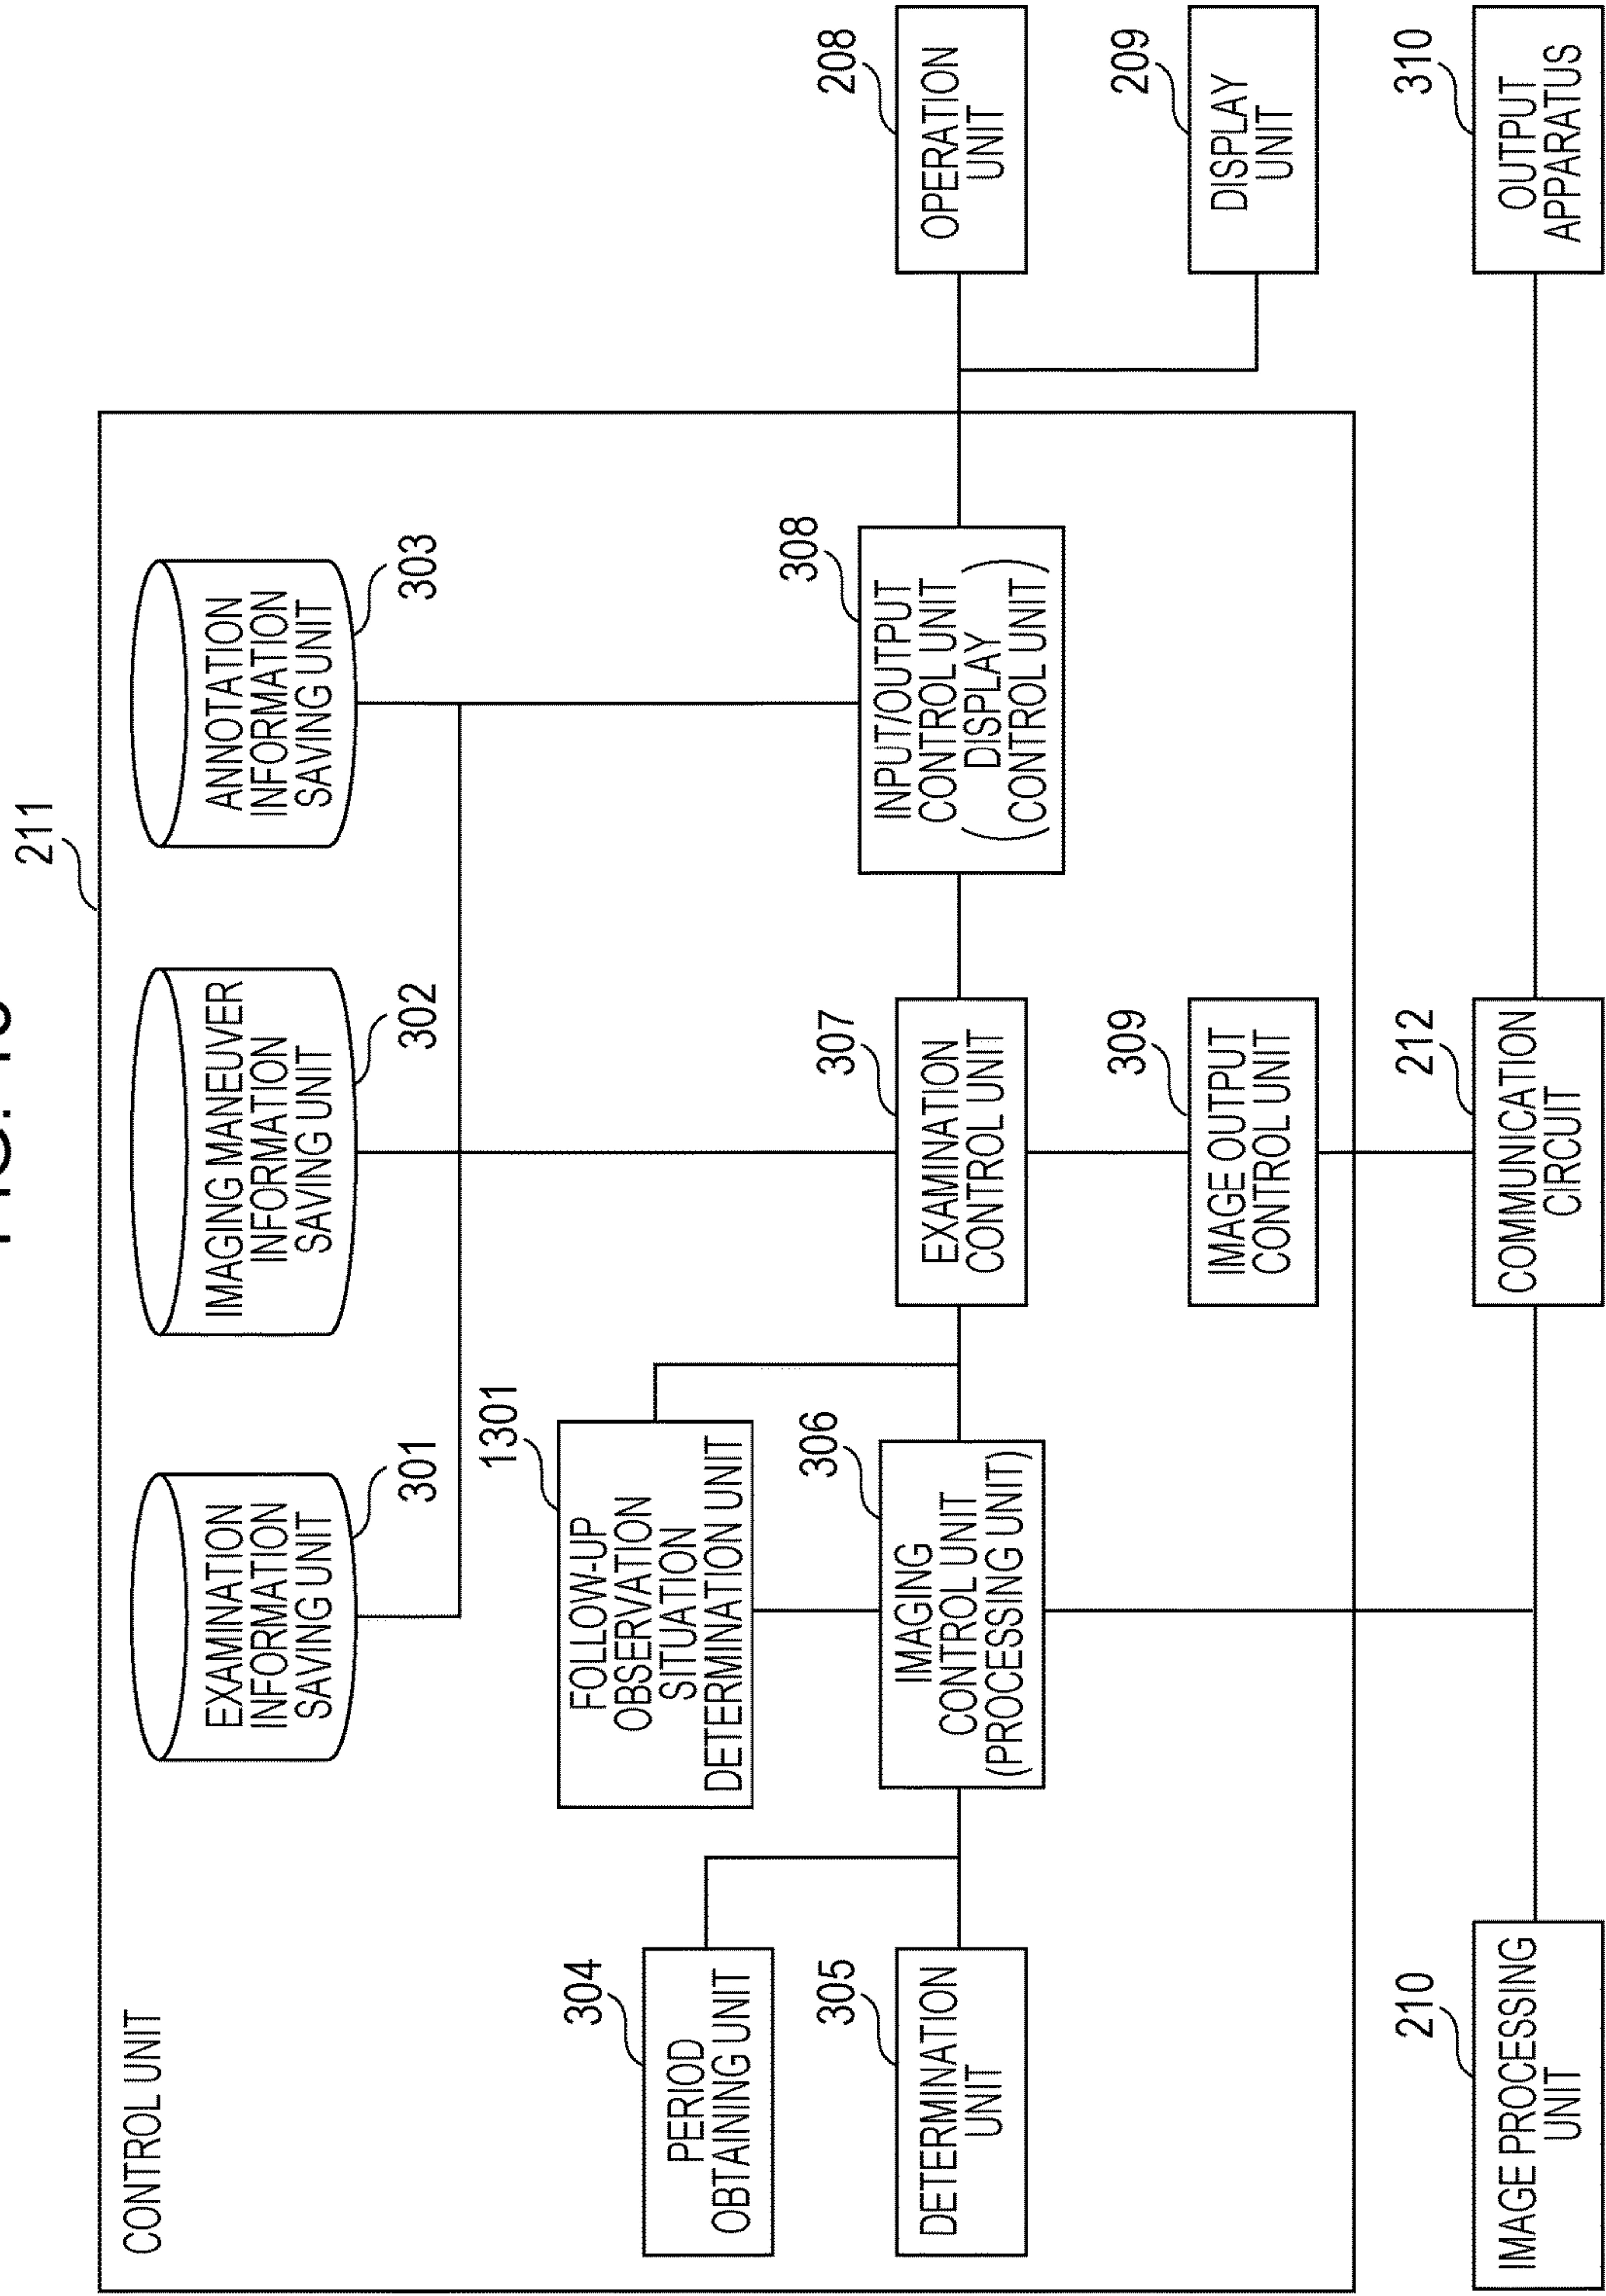 211
CONTROL UNIT
EXAMINATION
INFORMATION
SAVING UNIT
301
IMAGING MANEUVER
INFORMATION
SAVING UNIT
302
ANNOTATION
INFORMATION
SAVING UNIT
303
304
PERIOD
OBTAINING UNIT
1301
FOLLOW-UP
OBSERVATION
SITUATION
DETERMINATION UNIT
305
DETERMINATION
UNIT
306
IMAGING
CONTROL UNIT
(PROCESSING UNIT)
307
EXAMINATION
CONTROL UNIT
308
INPUT/OUTPUT
CONTROL UNIT
(DISPLAY
CONTROL UNIT)
208
OPERATION
UNIT
309
IMAGE OUTPUT
CONTROL UNIT
209
DISPLAY
UNIT
210
IMAGE PROCESSING
UNIT
212
COMMUNICATION
CIRCUIT
310
OUTPUT
APPARATUS